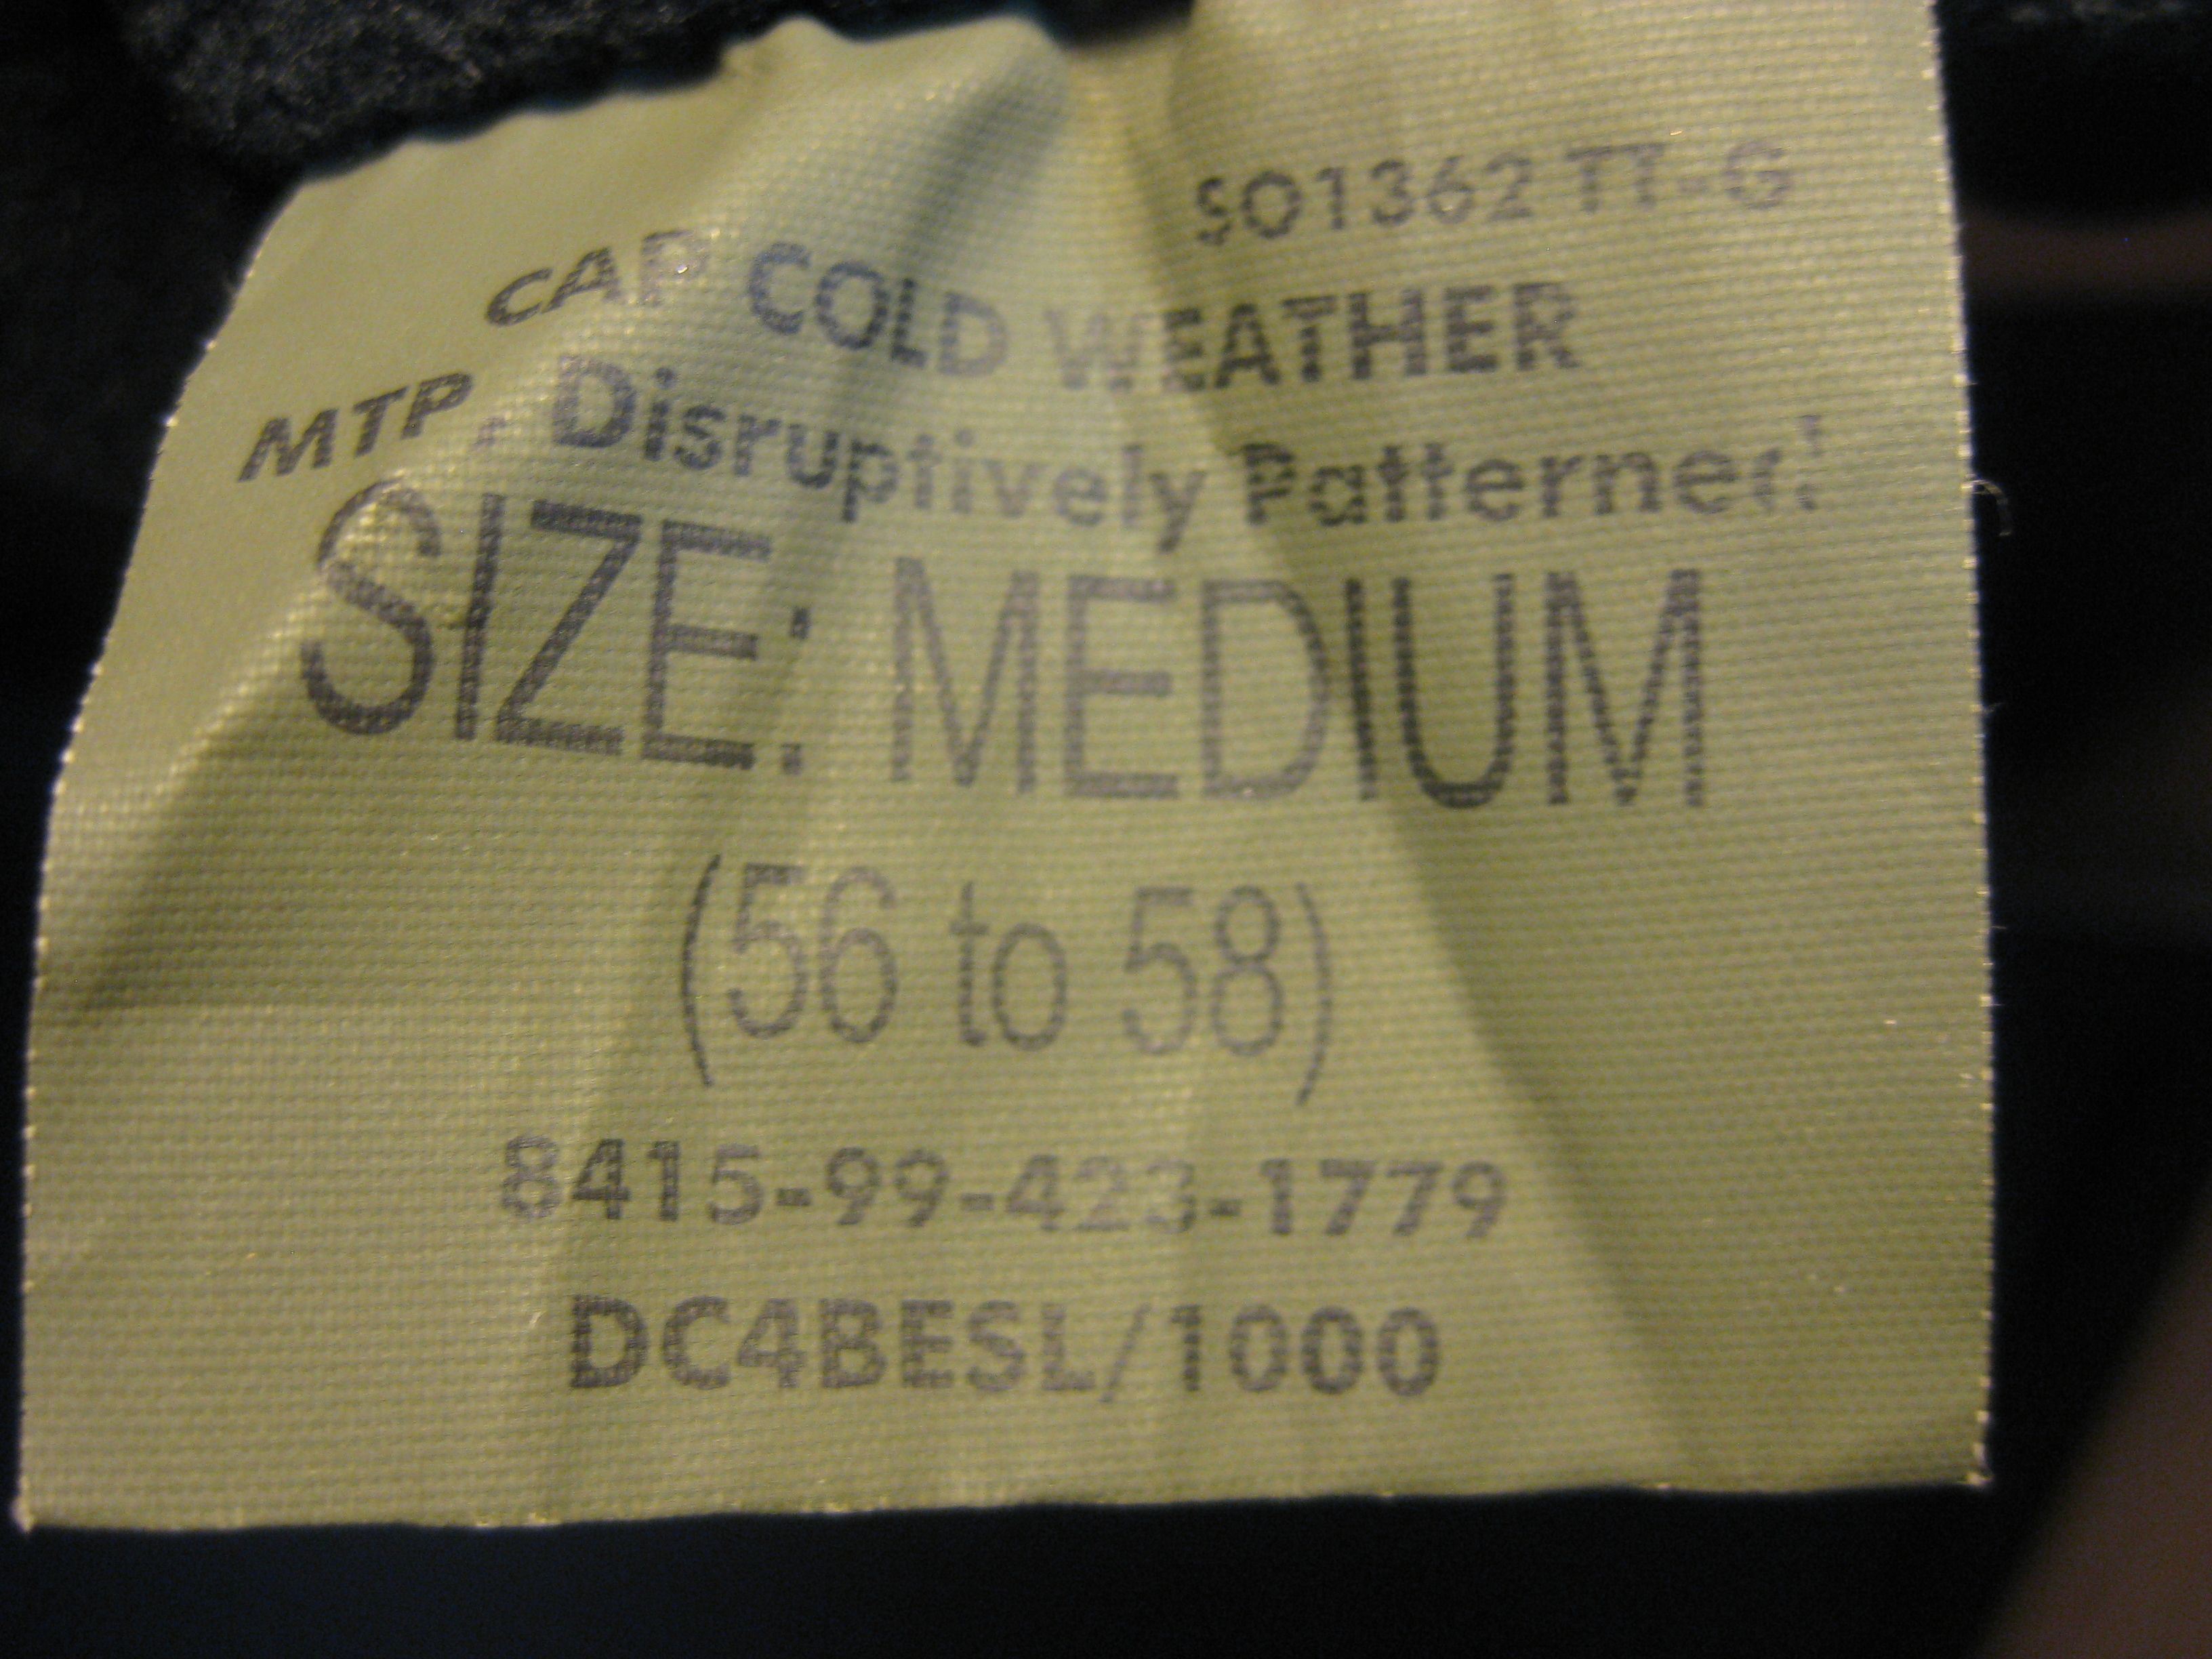 SO1362 TT-G
CAP COLD WEATHER
MTP, Disruptively Patterned
SIZE: MEDIUM
(56 to 58)
8415-99-423-1779
DC4BESL/1000